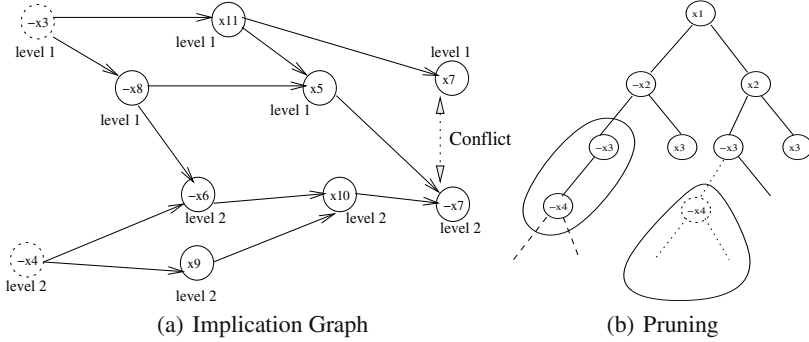 −x3
level 1
x11
level 1
level 1
x7
−x8
level 1
x5
level 1
Conflict
−x6
level 2
x10
level 2
−x7
level 2
−x4
level 2
x9
level 2
(a) Implication Graph
x1
−x2
x2
−x3
x3
−x3
x3
−x4
−x4
(b) Pruning